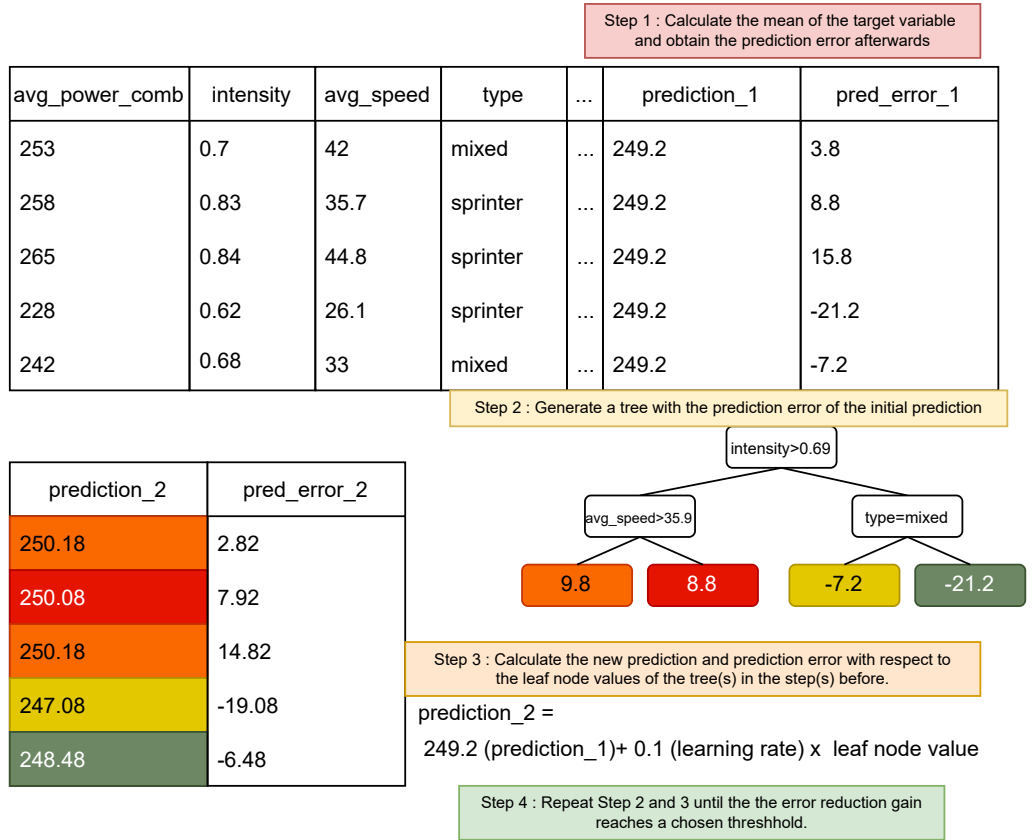 Step 1 : Calculate the mean of the target variable
and obtain the prediction error afterwards
avg_power_comb intensity avg_speed type ... prediction_1 pred_error_1
253 0.7 42 mixed ... 249.2 3.8
258 0.83 35.7 sprinter ... 249.2 8.8
265 0.84 44.8 sprinter ... 249.2 15.8
228 0.62 26.1 sprinter ... 249.2 -21.2
242 0.68 33 mixed ... 249.2 -7.2
Step 2 : Generate a tree with the prediction error of the initial prediction
intensity>0.69
avg_speed>35.9 type=mixed
9.8 8.8 -7.2 -21.2
prediction_2 pred_error_2
250.18 2.82
250.08 7.92
250.18 14.82
247.08 -19.08
248.48 -6.48
Step 3 : Calculate the new prediction and prediction error with respect to
the leaf node values of the tree(s) in the step(s) before.
prediction_2 =
249.2 (prediction_1)+ 0.1 (learning rate) x leaf node value
Step 4 : Repeat Step 2 and 3 until the the error reduction gain
reaches a chosen threshhold.